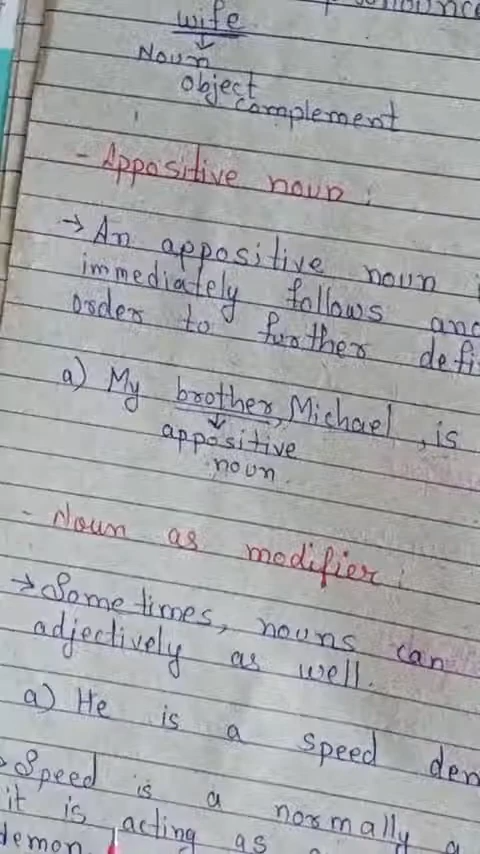 wife
Noun
object
complement
- Appositive noun :
→ An appositive noun
immediately follows and
order to further defi
a) My brother, Michael, is
appositive
noun
- Noun as modifier :
→ Sometimes, nouns can
adjectively as well.
a) He is a speed dem
→ Speed is a normally a
it is acting as
demon